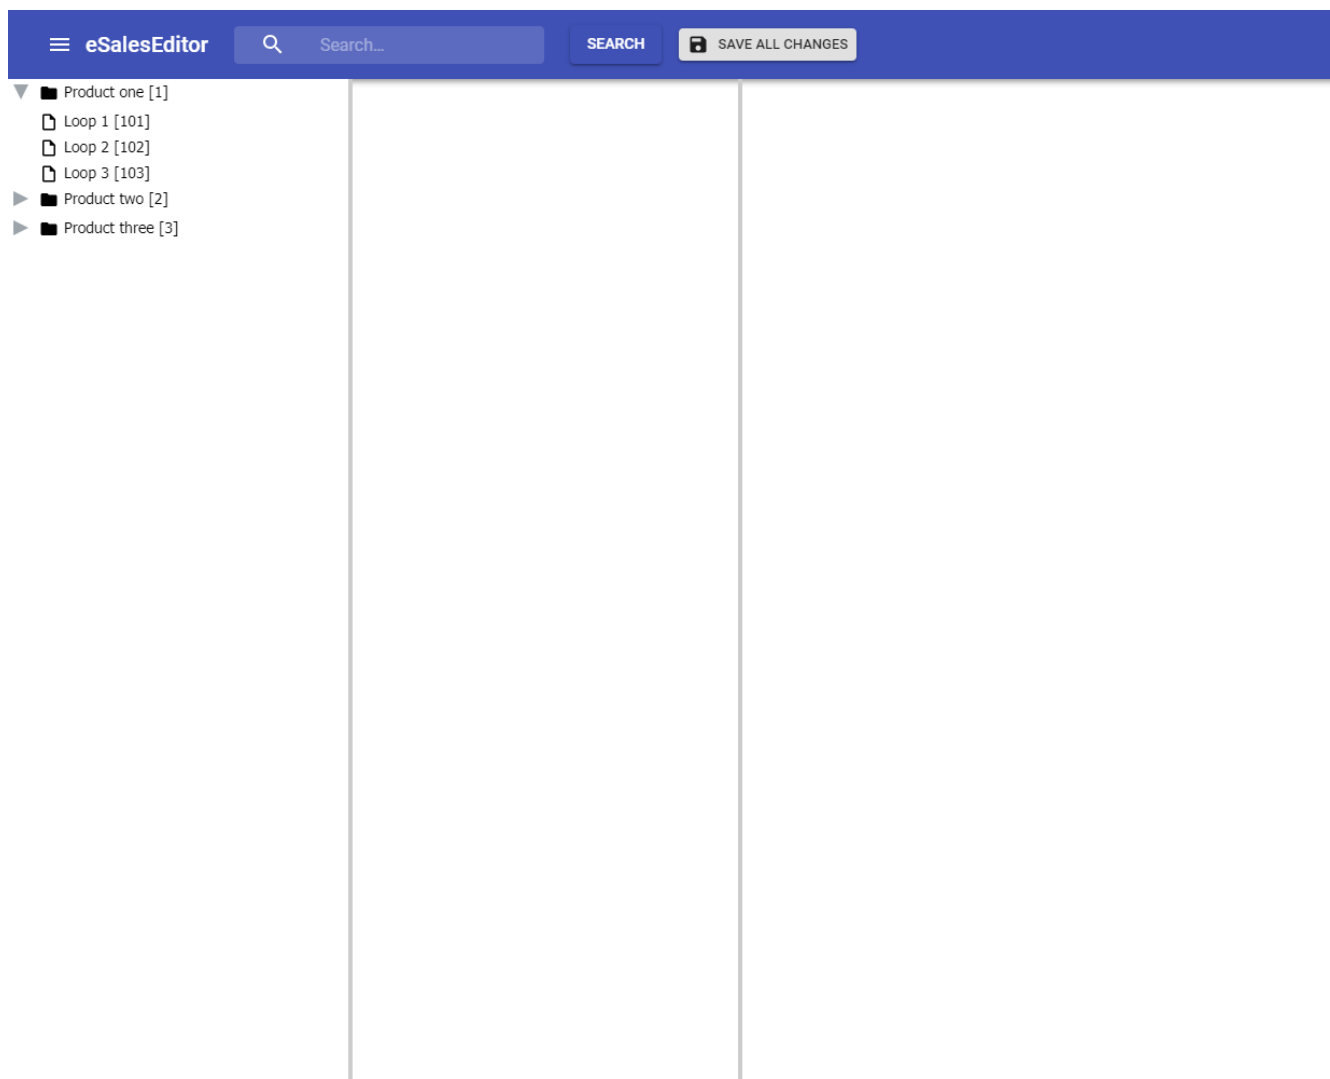 eSalesEditor Search... SEARCH SAVE ALL CHANGES
Product one [1]
Loop 1 [101]
Loop 2 [102]
Loop 3 [103]
Product two [2]
Product three [3]